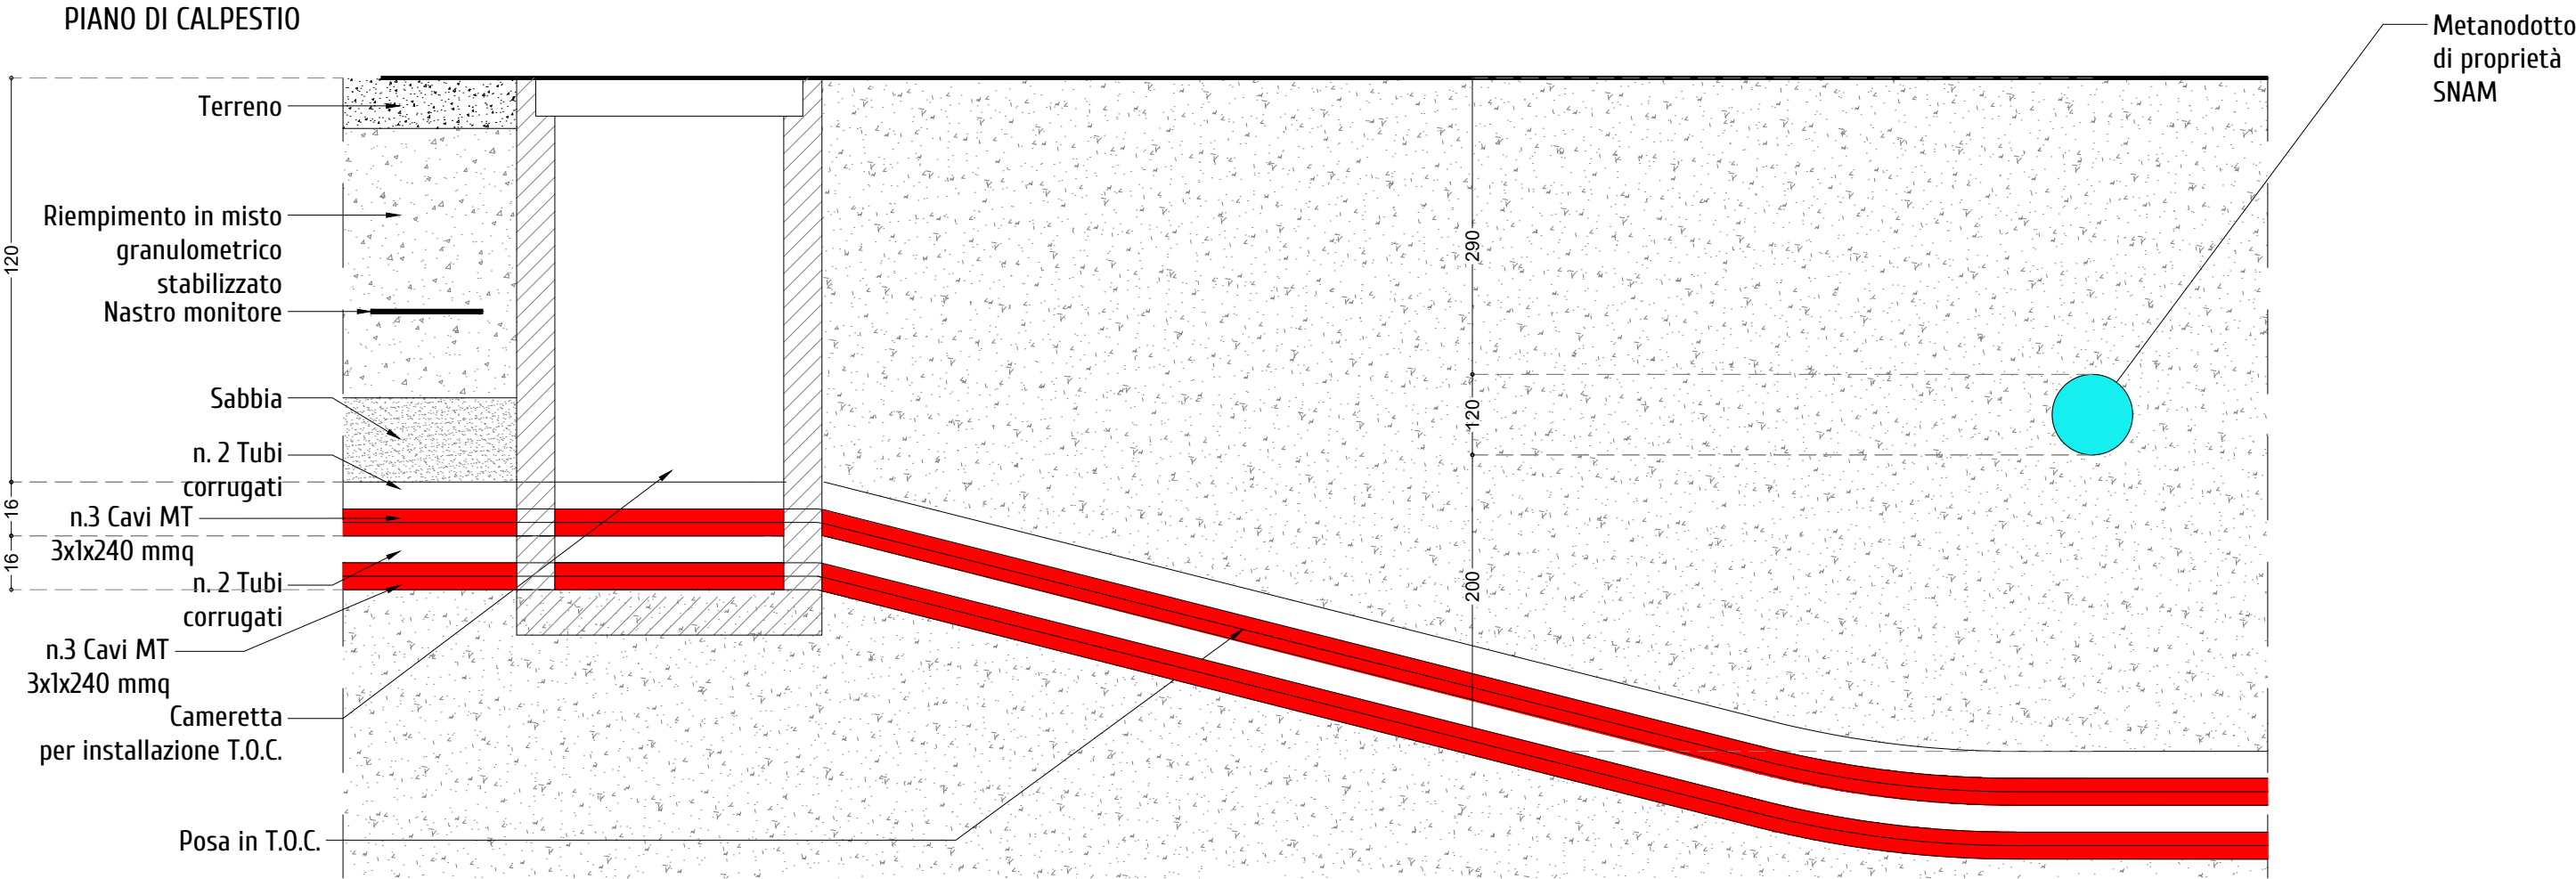 PIANO DI CALPESTIO
Metanodotto
di proprietà
SNAM
Terreno
Riempimento in misto
granulometrico
stabilizzato
Nastro monitore
Sabbia
n. 2 Tubi
corrugati
n.3 Cavi MT
3x1x240 mmq
n. 2 Tubi
corrugati
n.3 Cavi MT
3x1x240 mmq
Cameretta
per installazione T.O.C.
Posa in T.O.C.
120
16
16
290
120
200